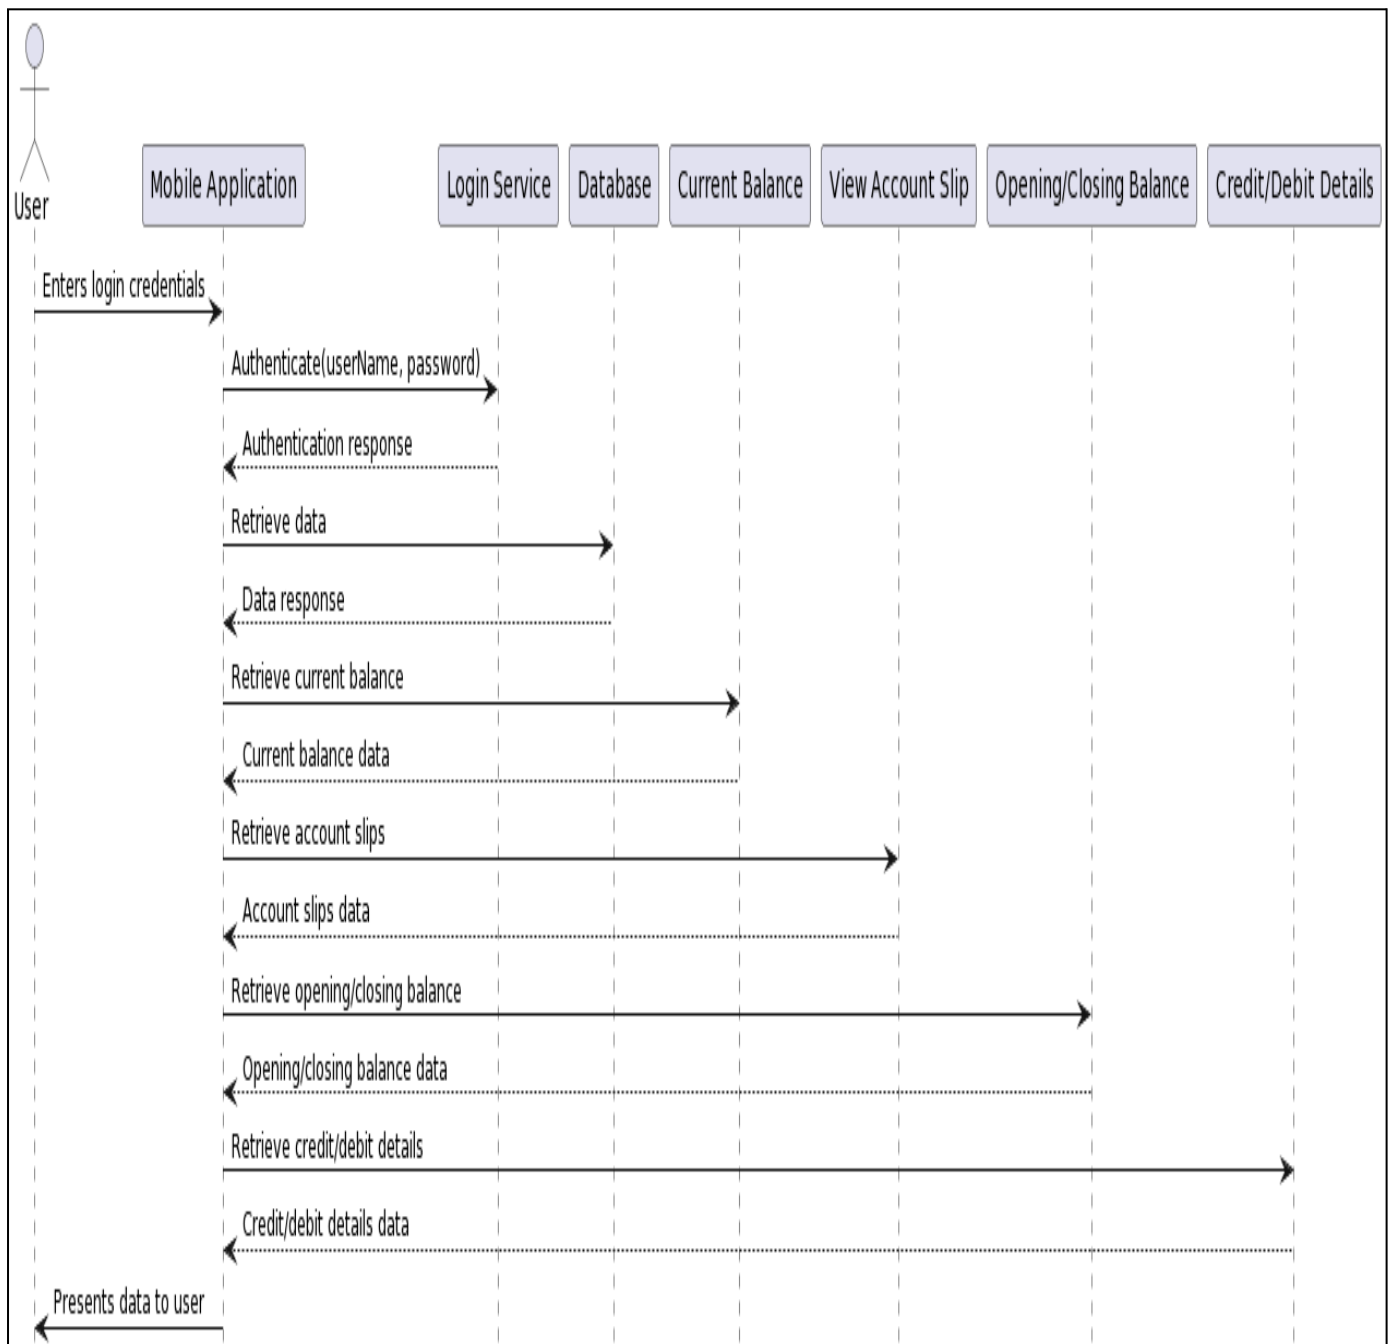 User
Mobile Application
Login Service
Database
Current Balance
View Account Slip
Opening/Closing Balance
Credit/Debit Details
Enters login credentials
Authenticate(userName, password)
Authentication response
Retrieve data
Data response
Retrieve current balance
Current balance data
Retrieve account slips
Account slips data
Retrieve opening/closing balance
Opening/closing balance data
Retrieve credit/debit details
Credit/debit details data
Presents data to user